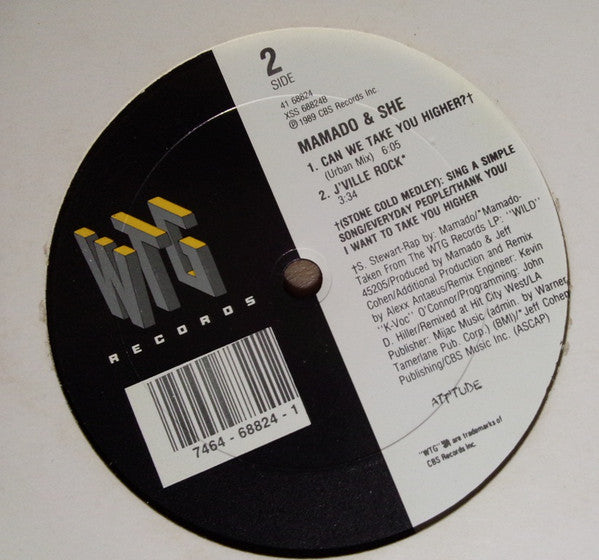 2
SIDE
41 68824
XSS 68824B
℗ 1989 CBS Records Inc.
MAMADO & SHE
1. CAN WE TAKE YOU HIGHER?†
(Urban Mix) 6:05
2. J'VILLE ROCK*
3:34
†(STONE COLD MEDLEY): SING A SIMPLE
SONG/EVERYDAY PEOPLE/THANK YOU/
I WANT TO TAKE YOU HIGHER
†S. Stewart-Rap by: Mamado/*Mamado-
Taken From The WTG Records LP: "WILD"
45205/Produced by Mamado & Jeff
Cohen/Additional Production and Remix
by Alexx Antaeus/Remix Engineer: Kevin
"K-Voc" O'Connor/Programming: John
D. Hiller/Remixed at Hit City West/LA
Publisher: Mijac Music (admin. by Warner
Tamerlane Pub. Corp.) (BMI)/*Jeff Cohen
Publishing/CBS Music Inc. (ASCAP)
ATTITUDE
"WTG" are trademarks of
CBS Records Inc.
WTG
RECORDS
7464-68824-1